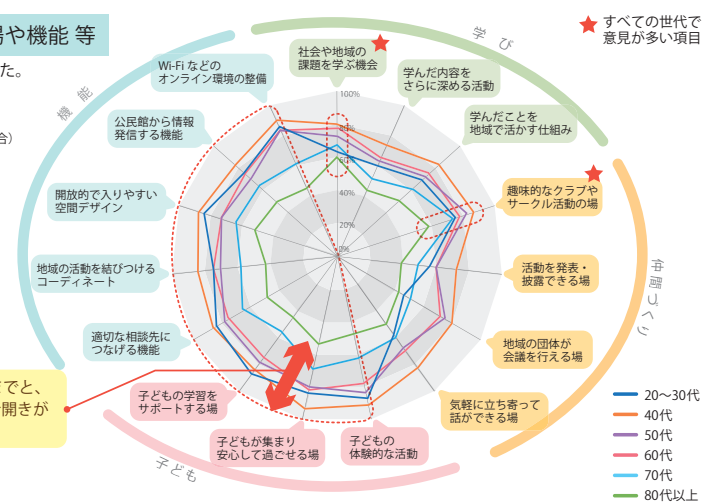 場や機能 等
た。
合）
すべての世代で
意見が多い項目
学び
社会や地域の
課題を学ぶ機会
学んだ内容を
さらに深める活動
学んだことを
地域で活かす仕組み
仲間づくり
趣味的なクラブや
サークル活動の場
活動を発表・
披露できる場
地域の団体が
会議を行える場
気軽に立ち寄って
話ができる場
子ども
子どもの
体験的な活動
子どもが集まり
安心して過ごせる場
子どもの学習を
サポートする場
機能
適切な相談先に
つなげる機能
地域の活動を結びつける
コーディネート
開放的で入りやすい
空間デザイン
公民館から情報
発信する機能
Wi-Fi などの
オンライン環境の整備
100%
80%
60%
40%
20%
0%
でと、
開きが
20〜30代
40代
50代
60代
70代
80代以上